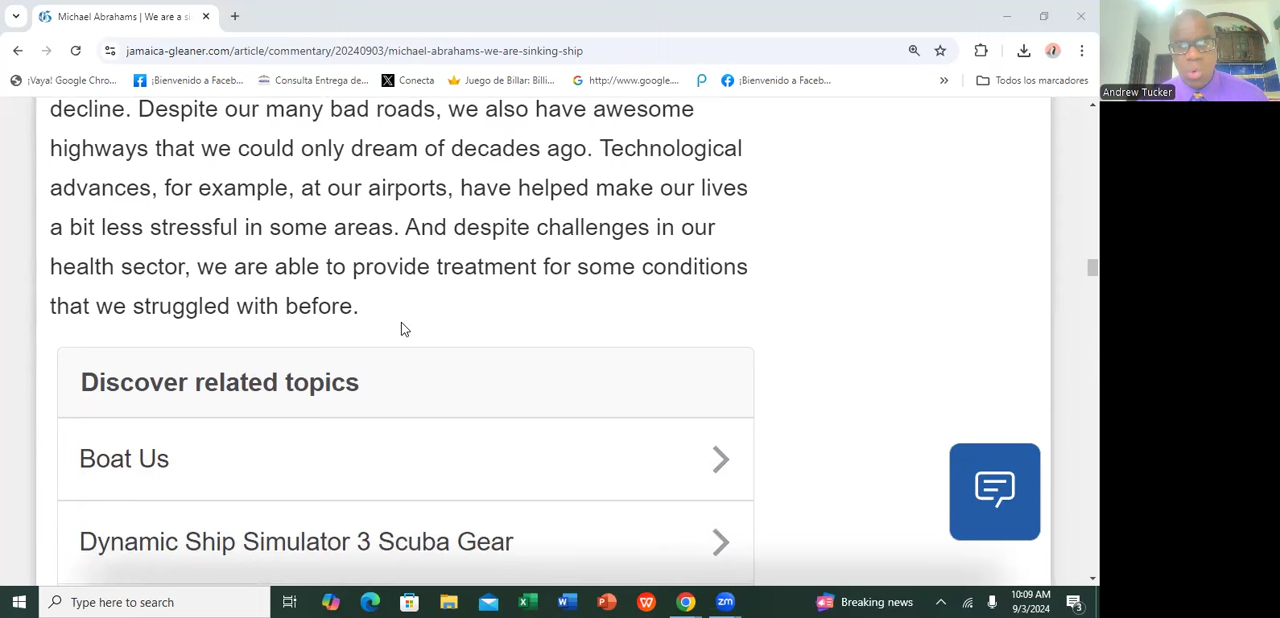 Michael Abrahams | We are a si
jamaica-gleaner.com/article/commentary/20240903/michael-abrahams-we-are-sinking-ship
¡Vaya! Google Chro...
¡Bienvenido a Faceb...
Consulta Entrega de...
Conecta
Juego de Billar: Billi...
http://www.google....
¡Bienvenido a Faceb...
»
Todos los marcadores
Andrew Tucker
decline. Despite our many bad roads, we also have awesome
highways that we could only dream of decades ago. Technological
advances, for example, at our airports, have helped make our lives
a bit less stressful in some areas. And despite challenges in our
health sector, we are able to provide treatment for some conditions
that we struggled with before.
Discover related topics
Boat Us
Dynamic Ship Simulator 3 Scuba Gear
Type here to search
Breaking news
10:09 AM
9/3/2024
3